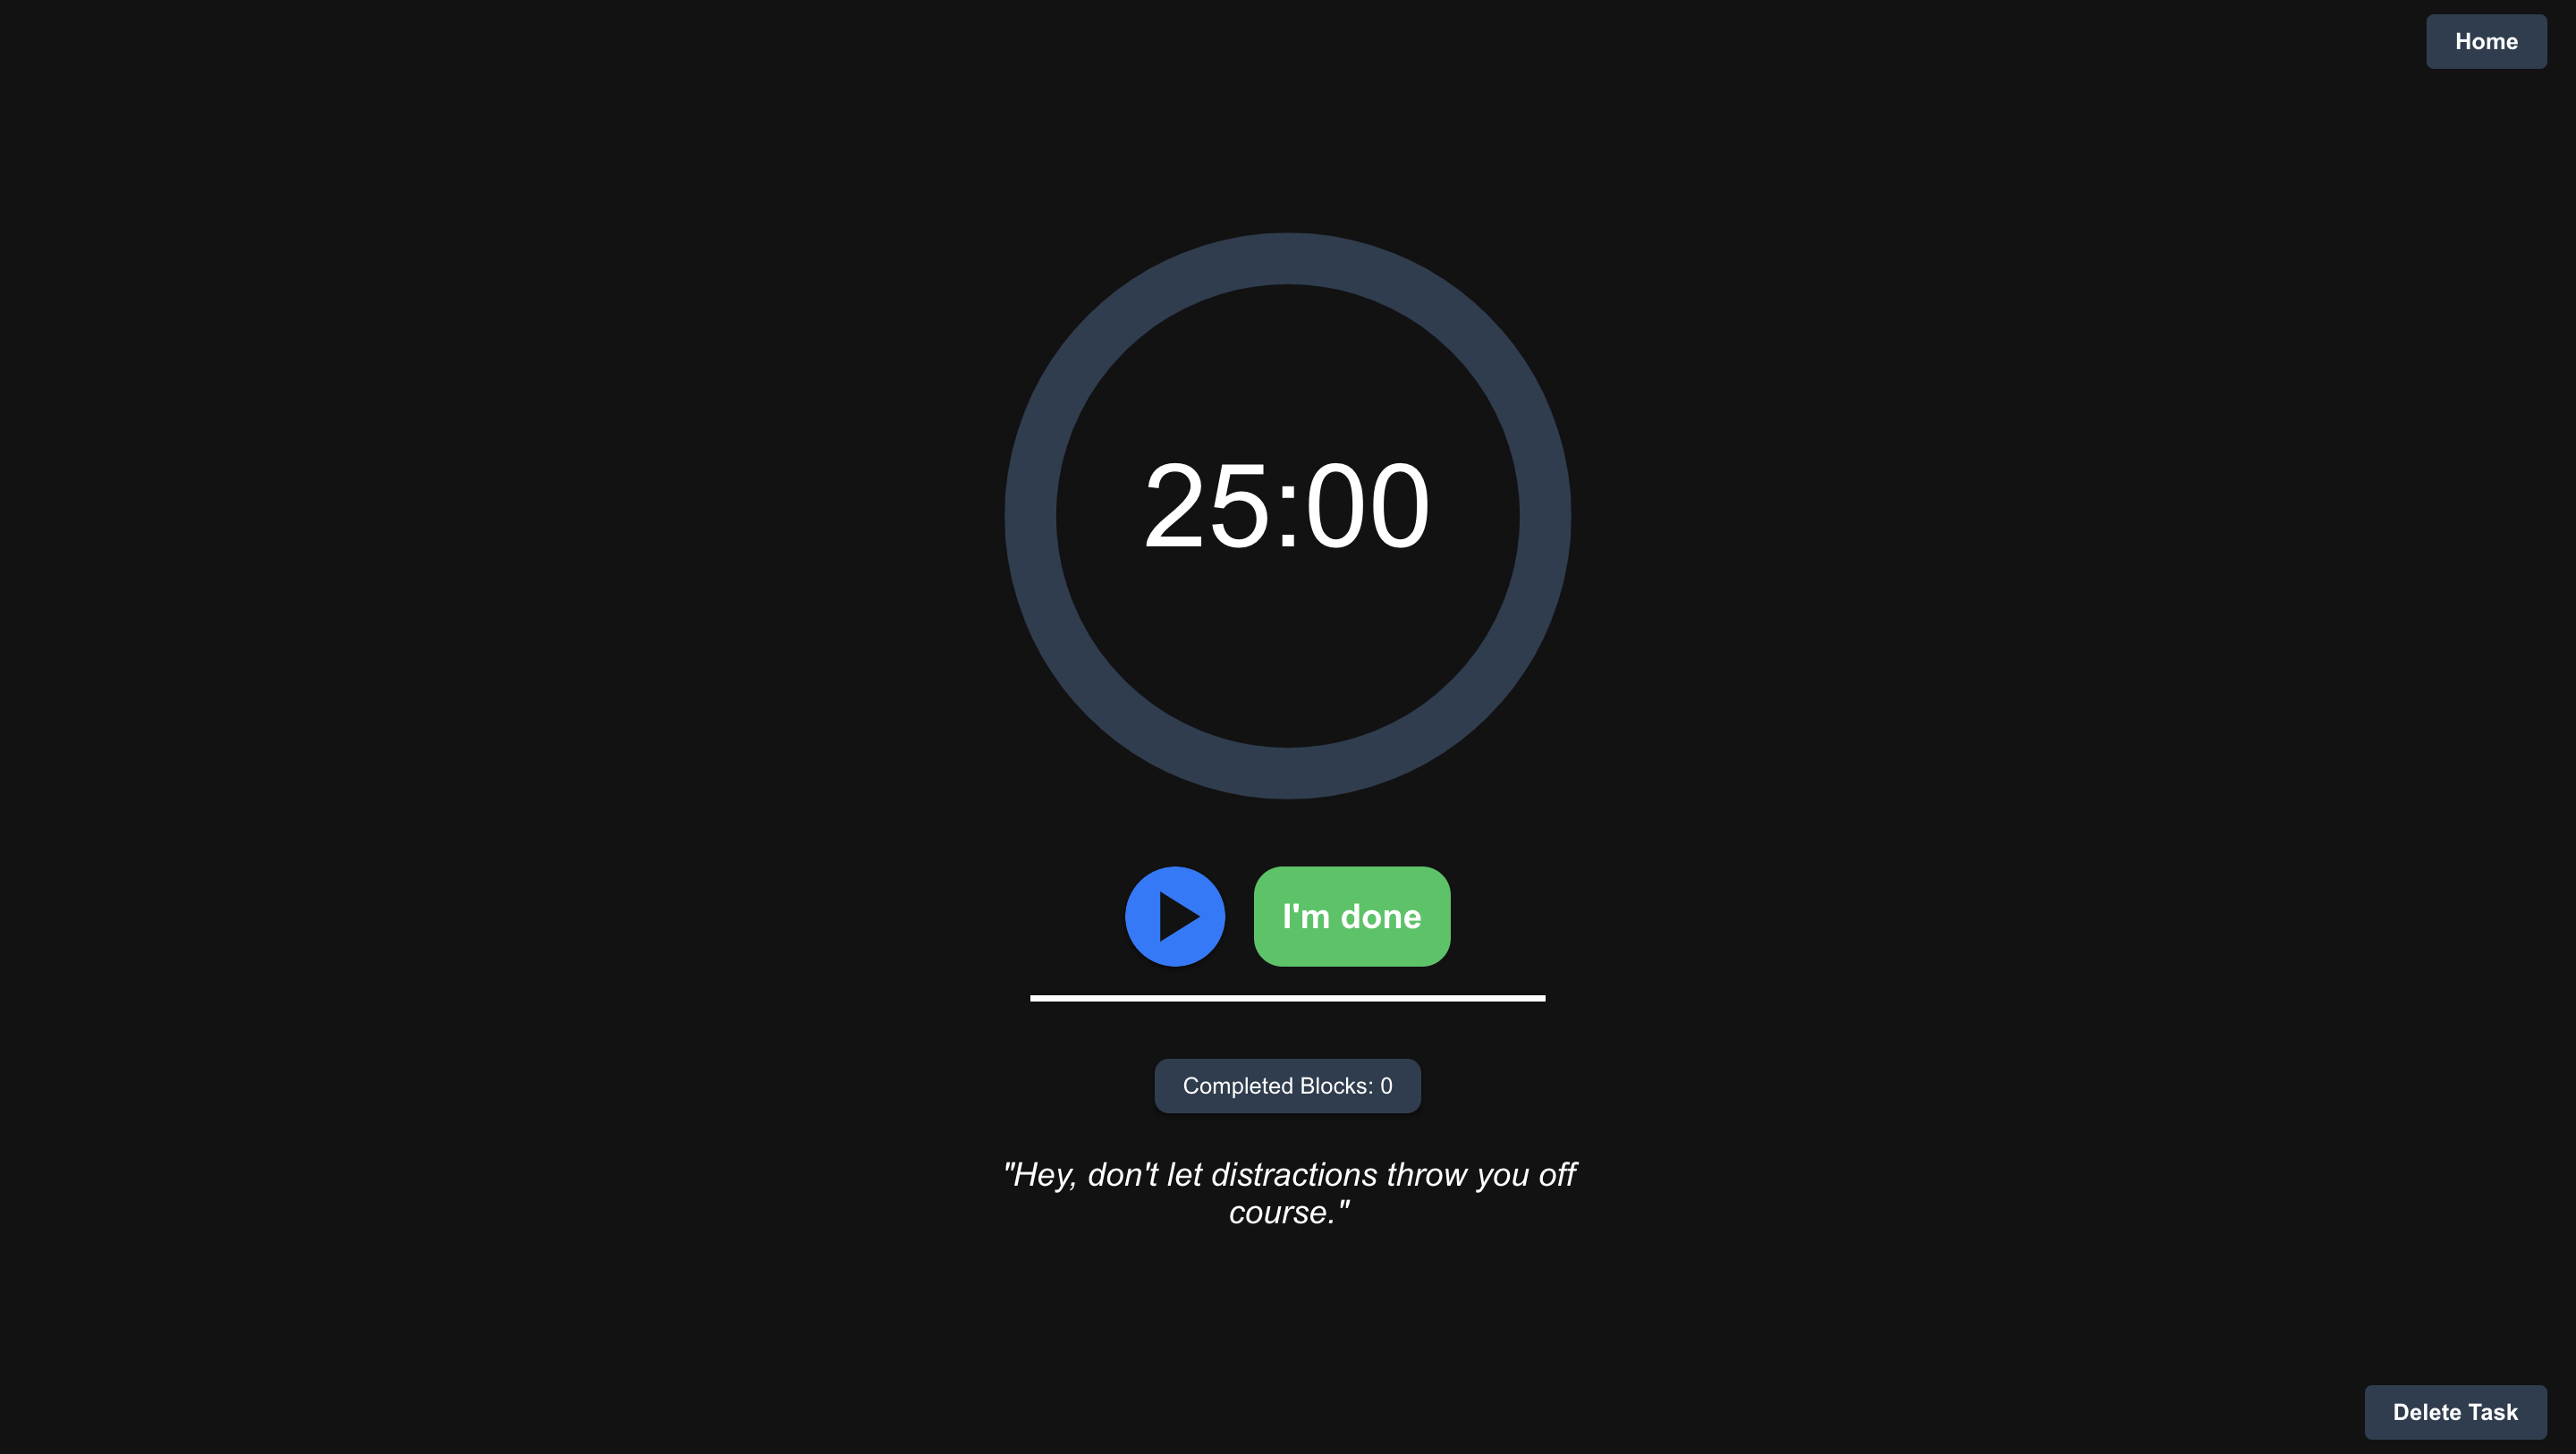 Home
25:00
I'm done
Completed Blocks: 0
"Hey, don't let distractions throw you off
course."
Delete Task